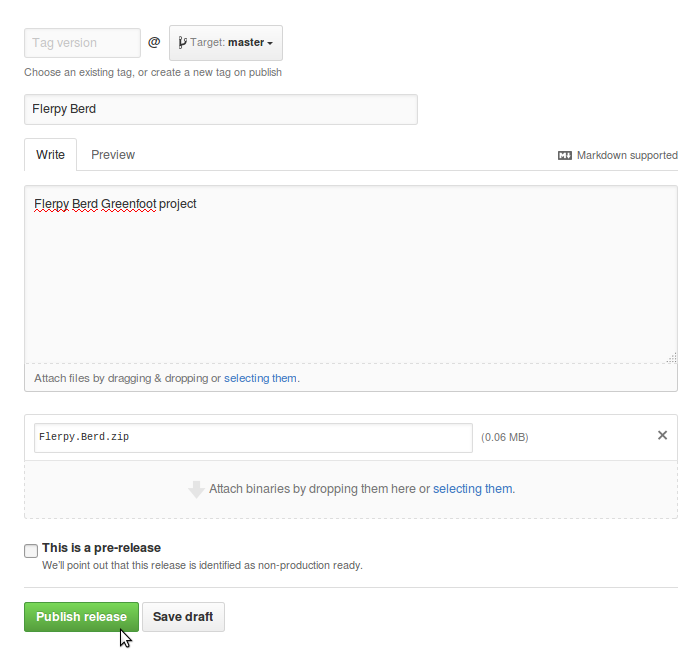 Tag version @ Target: master
Choose an existing tag, or create a new tag on publish
Flerpy Berd
Write Preview Markdown supported
Flerpy Berd Greenfoot project
Attach files by dragging & dropping or selecting them.
Flerpy.Berd.zip (0.06 MB)
Attach binaries by dropping them here or selecting them.
This is a pre-release
We'll point out that this release is identified as non-production ready.
Publish release Save draft